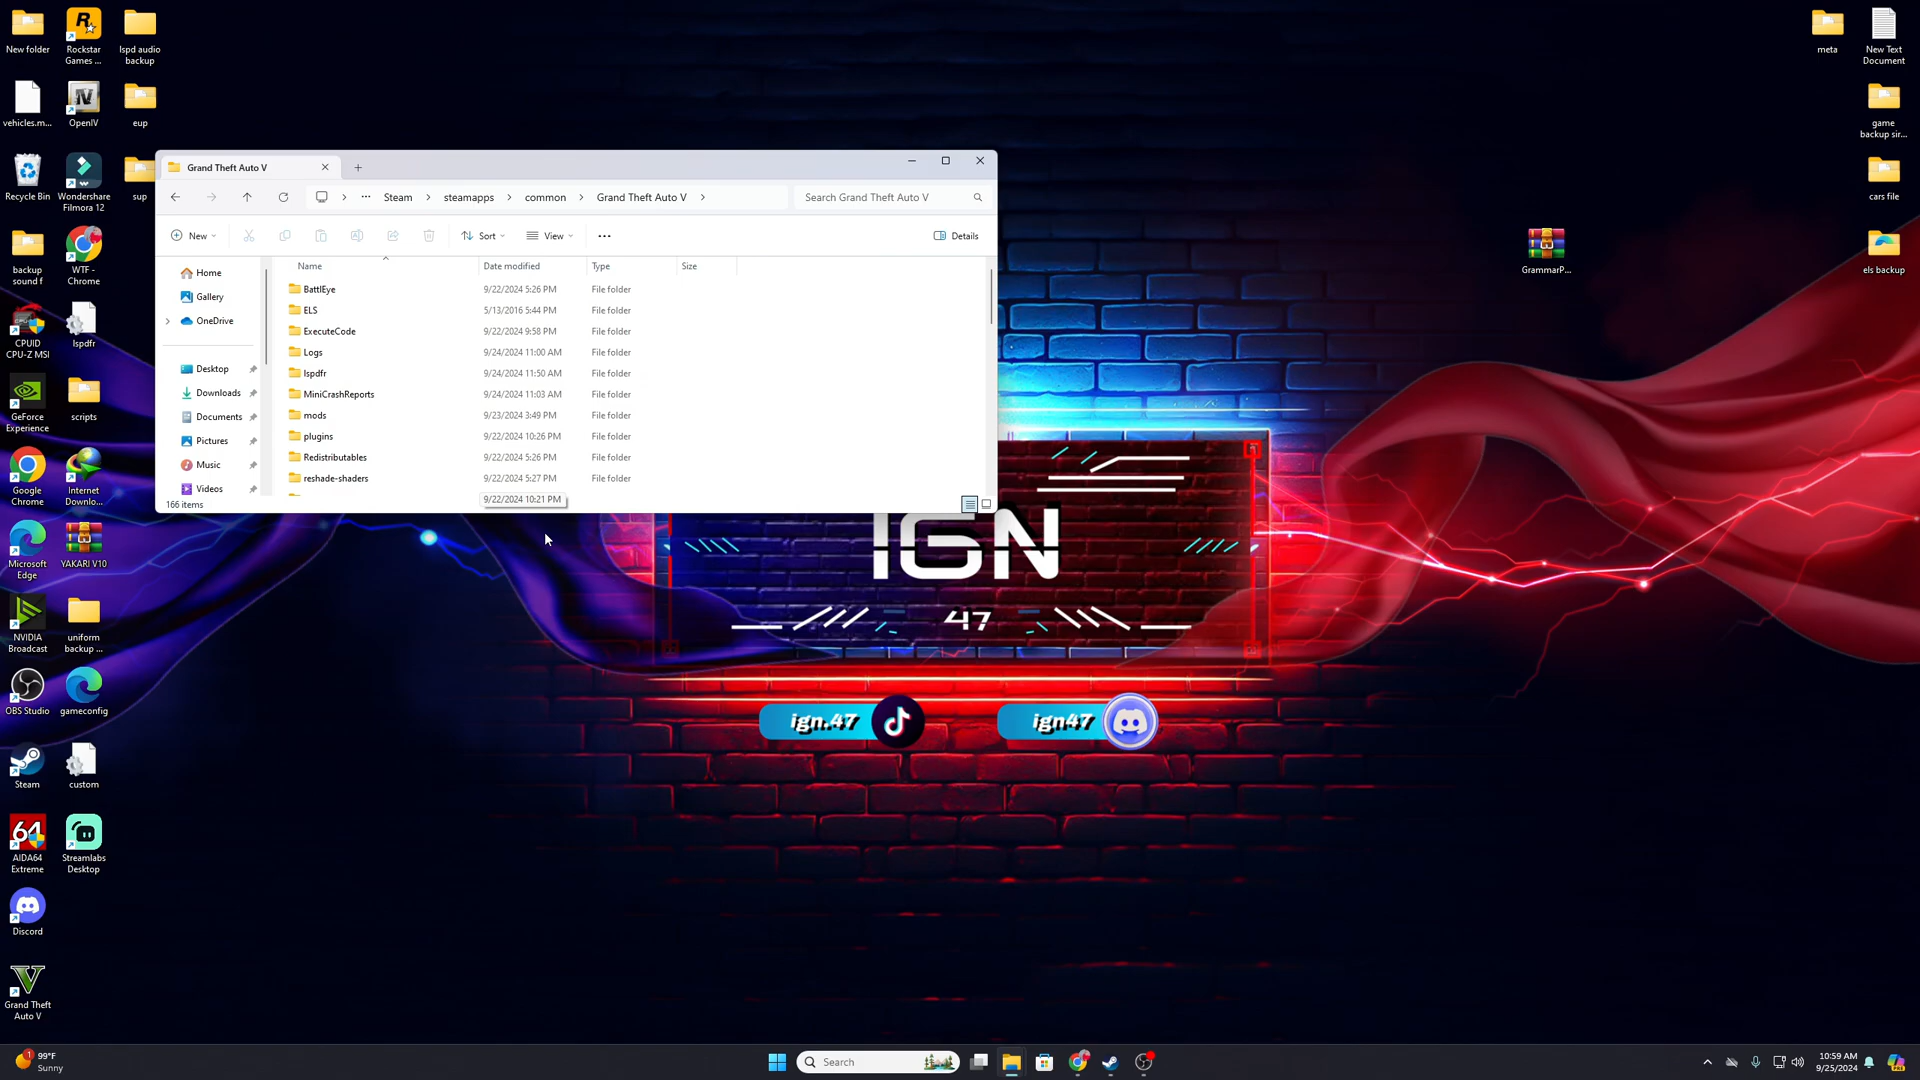 New folder
Rockstar Games ...
lspd audio backup
vehicles.m...
OpenIV
eup
Recycle Bin
Wondershare Filmora 12
sup
backup sound f
WTF - Chrome
CPUID CPU-Z MSI
lspdfr
GeForce Experience
scripts
Google Chrome
Internet Downlo...
Microsoft Edge
YAKARI V10
NVIDIA Broadcast
uniform backup ...
OBS Studio
gameconfig
Steam
custom
AIDA64 Extreme
Streamlabs Desktop
Discord
Grand Theft Auto V
meta
New Text Document
game backup sir...
cars file
GrammarP...
els backup
Grand Theft Auto V
Steam > steamapps > common > Grand Theft Auto V >
Search Grand Theft Auto V
New
Sort
View
Details
Name Date modified Type Size
Home
Gallery
OneDrive
Desktop
Downloads
Documents
Pictures
Music
Videos
BattlEye 9/22/2024 5:26 PM File folder
ELS 5/13/2016 5:44 PM File folder
ExecuteCode 9/22/2024 9:58 PM File folder
Logs 9/24/2024 11:00 AM File folder
lspdfr 9/24/2024 11:50 AM File folder
MiniCrashReports 9/24/2024 11:03 AM File folder
mods 9/23/2024 3:49 PM File folder
plugins 9/22/2024 10:26 PM File folder
Redistributables 9/22/2024 5:26 PM File folder
reshade-shaders 9/22/2024 5:27 PM File folder
9/22/2024 10:21 PM
166 items
IGN
47
ign.47
ign47
99°F
Sunny
Search
10:59 AM
9/25/2024